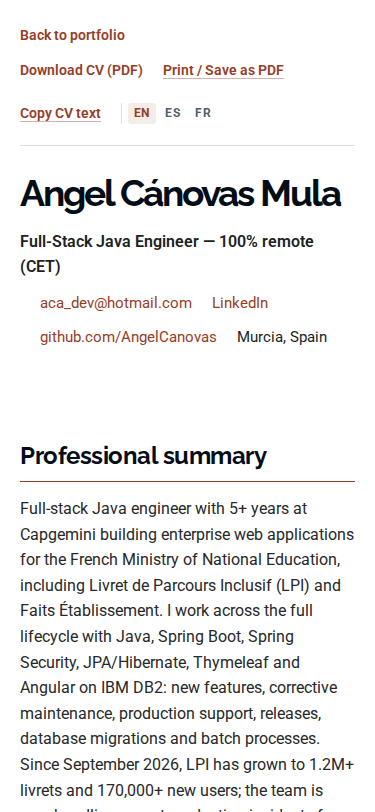 Back to portfolio
Download CV (PDF) Print / Save as PDF
Copy CV text EN ES FR
Angel Cánovas Mula
Full-Stack Java Engineer — 100% remote
(CET)
aca_dev@hotmail.com LinkedIn
github.com/AngelCanovas Murcia, Spain
Professional summary
Full-stack Java engineer with 5+ years at
Capgemini building enterprise web applications
for the French Ministry of National Education,
including Livret de Parcours Inclusif (LPI) and
Faits Établissement. I work across the full
lifecycle with Java, Spring Boot, Spring
Security, JPA/Hibernate, Thymeleaf and
Angular on IBM DB2: new features, corrective
maintenance, production support, releases,
database migrations and batch processes.
Since September 2026, LPI has grown to 1.2M+
livrets and 170,000+ new users; the team is